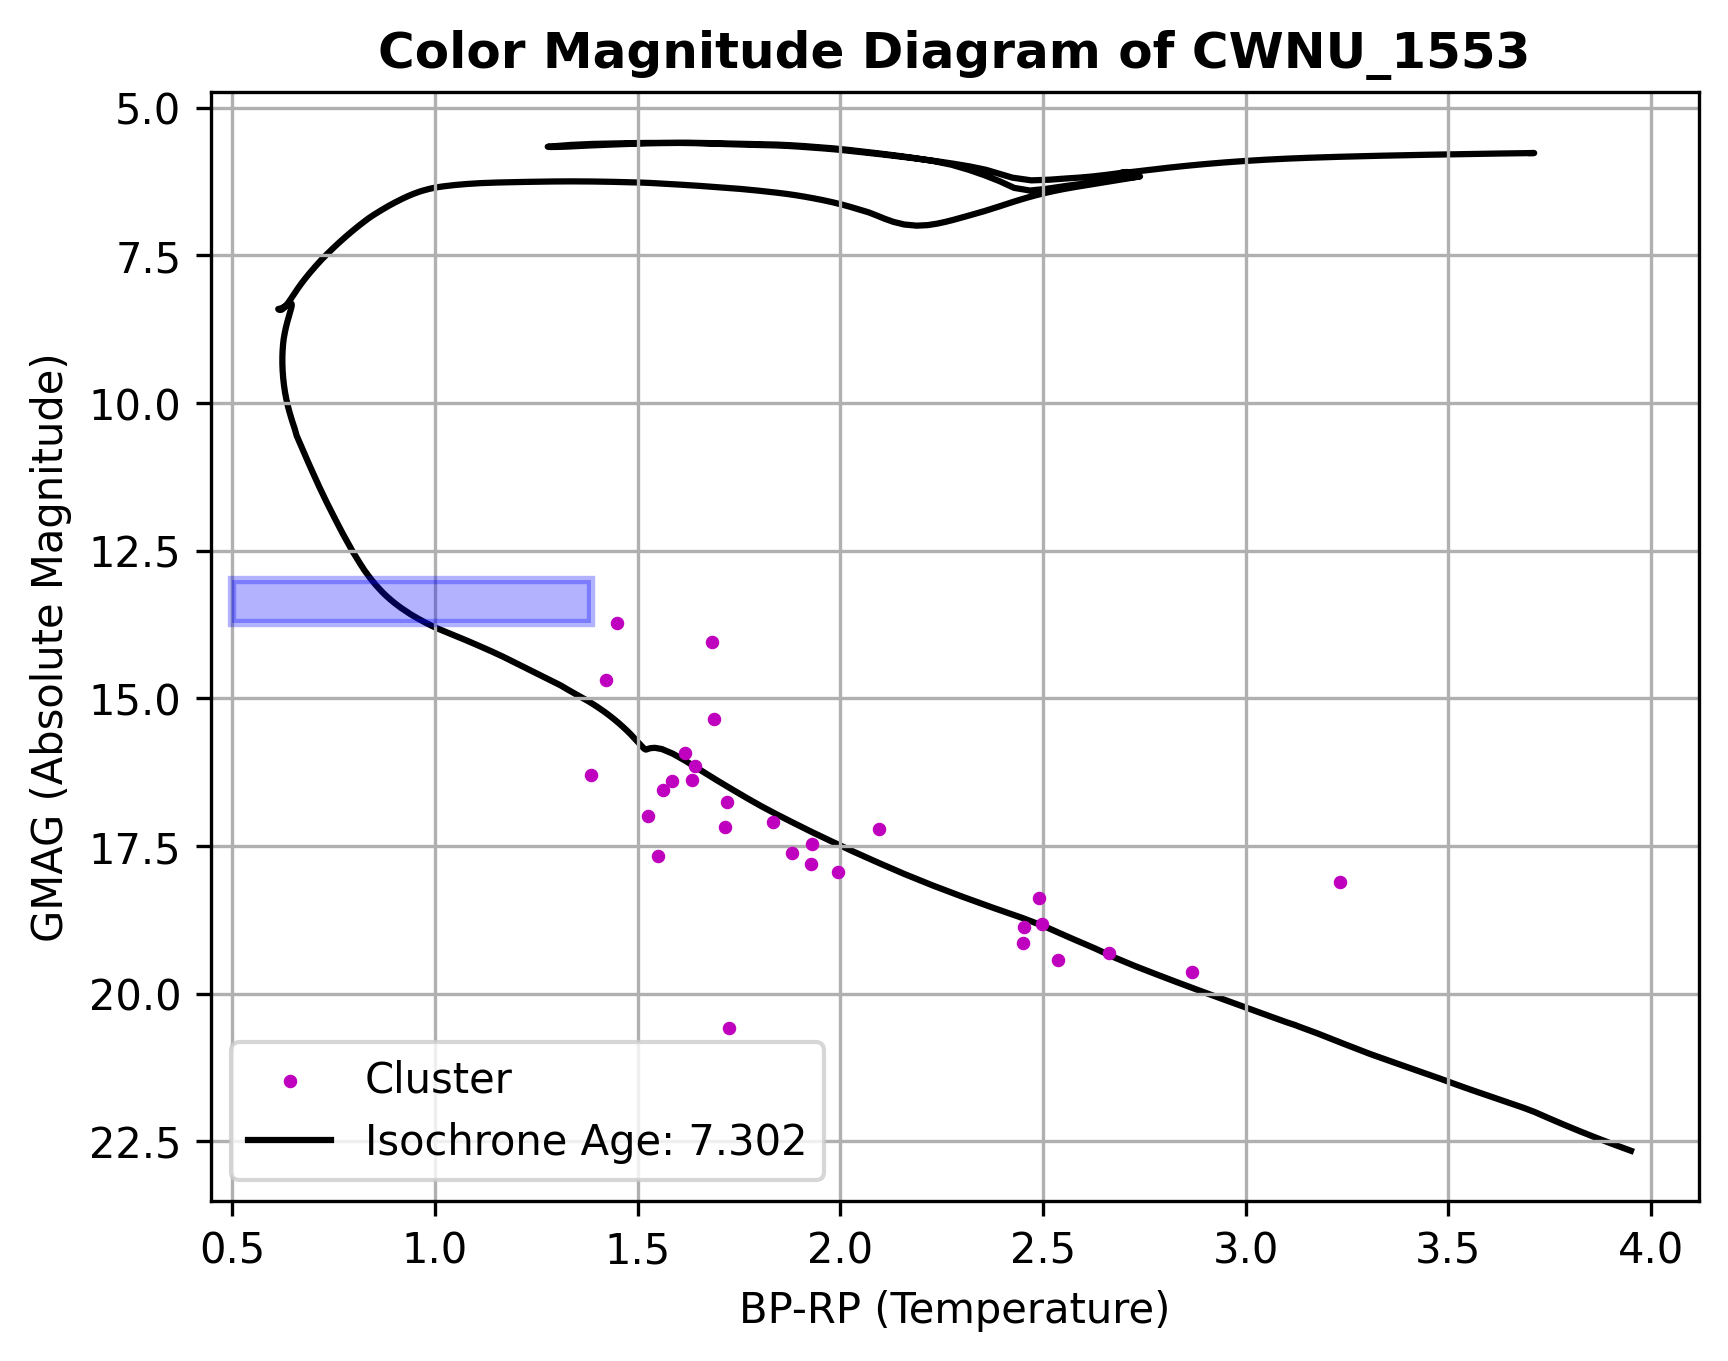 Color Magnitude Diagram of CWNU_1553
GMAG (Absolute Magnitude)
5.0
7.5
10.0
12.5
15.0
17.5
20.0
22.5
Cluster
Isochrone Age: 7.302
0.5 1.0 1.5 2.0 2.5 3.0 3.5 4.0
BP-RP (Temperature)